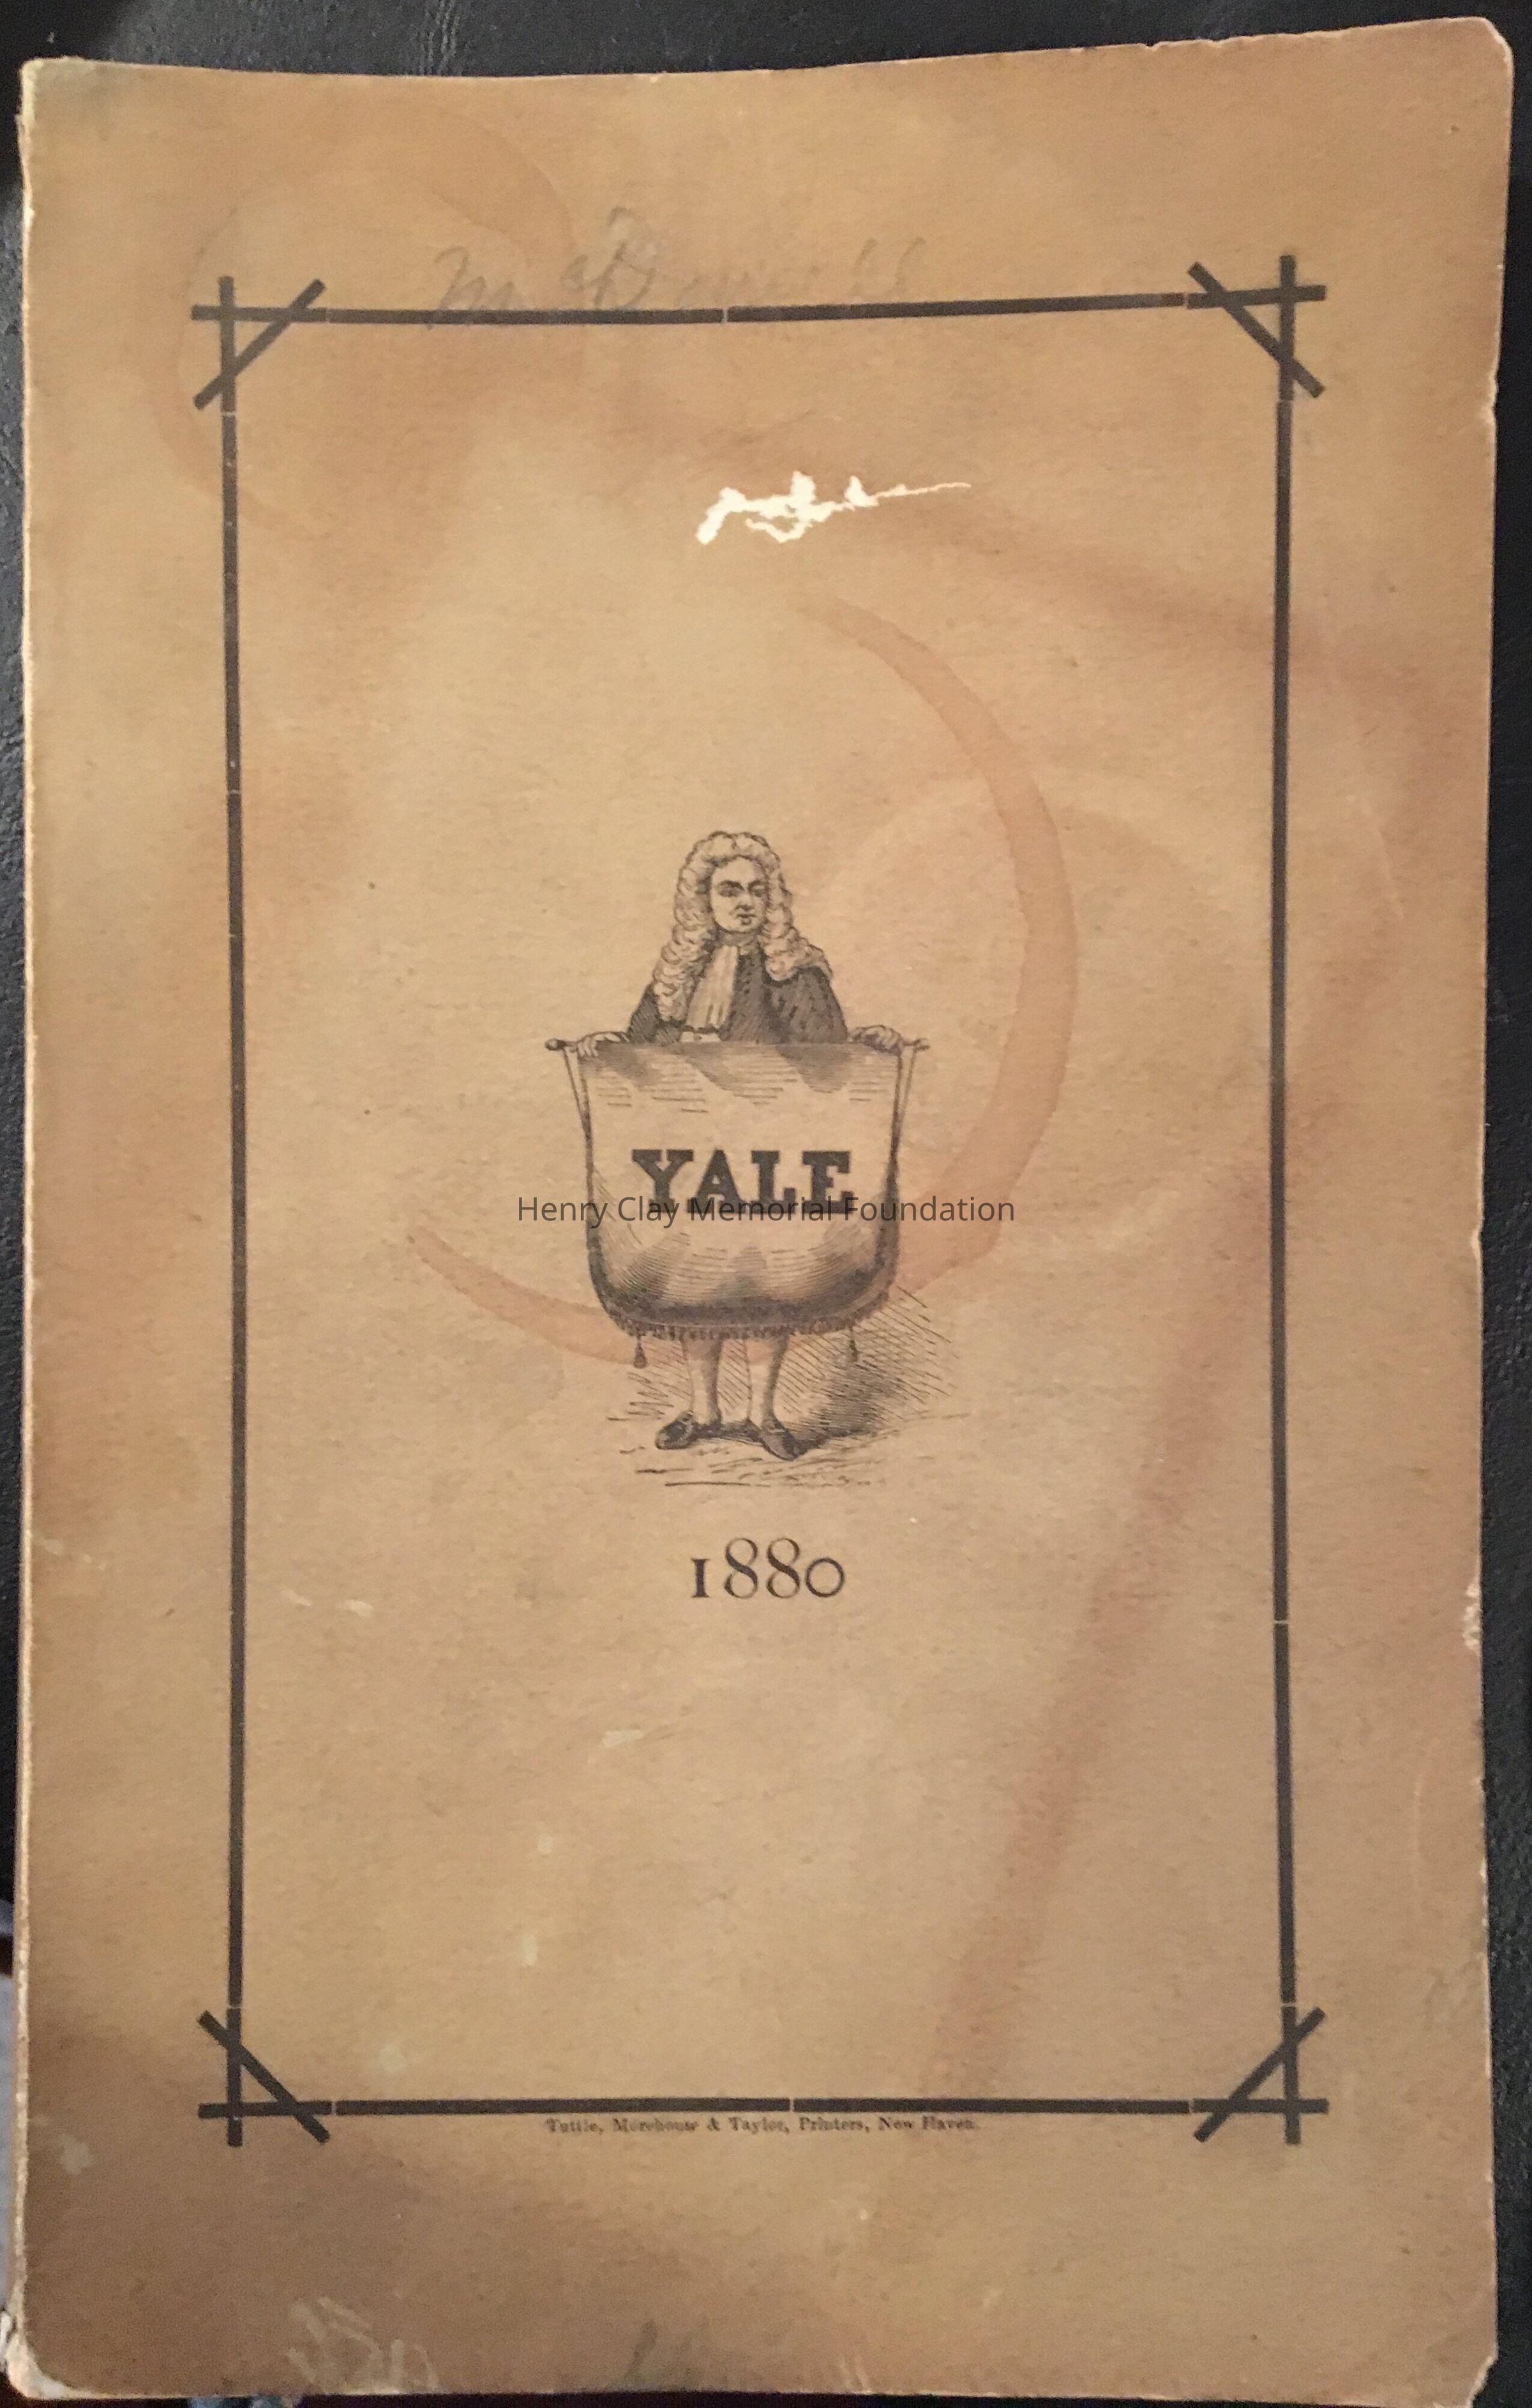 YALE
Henry Clay Memorial Foundation
1880
Tuttle, Morehouse & Taylor, Printers, New Haven.